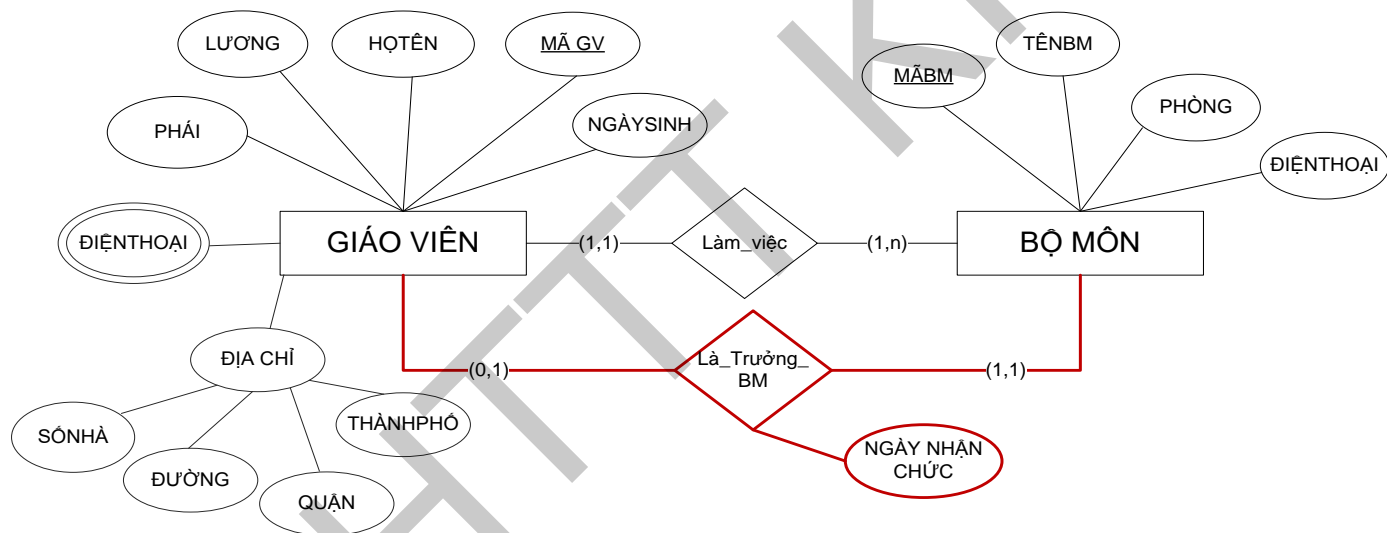 LƯƠNG
HỌTÊN
MÃ GV
TÊNBM
MÃBM
PHÁI
NGÀYSINH
PHÒNG
ĐIỆNTHOẠI
ĐIỆNTHOẠI
GIÁO VIÊN
(1,1)
Làm_việc
(1,n)
BỘ MÔN
ĐỊA CHỈ
(0,1)
Là_Trưởng_
BM
(1,1)
SỐNHÀ
THÀNHPHỐ
ĐƯỜNG
QUẬN
NGÀY NHẬN
CHỨC
HTTT K